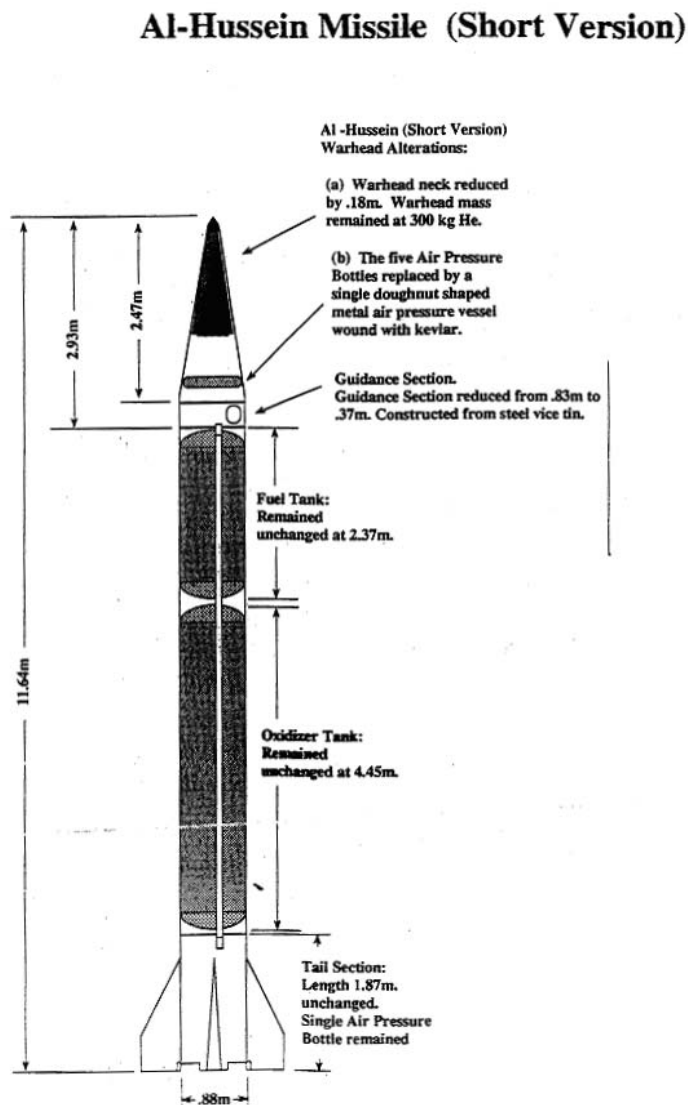 Al-Hussein Missile (Short Version)
Al -Hussein (Short Version)
Warhead Alterations:
(a) Warhead neck reduced
by .18m. Warhead mass
remained at 300 kg He.
(b) The five Air Pressure
Bottles replaced by a
single doughnut shaped
metal air pressure vessel
wound with kevlar.
2.47m
2.93m
Guidance Section.
Guidance Section reduced from .83m to
.37m. Constructed from steel vice tin.
Fuel Tank:
Remained
unchanged at 2.37m.
11.64m
Oxidizer Tank:
Remained
unchanged at 4.45m.
Tail Section:
Length 1.87m.
unchanged.
Single Air Pressure
Bottle remained
.88m